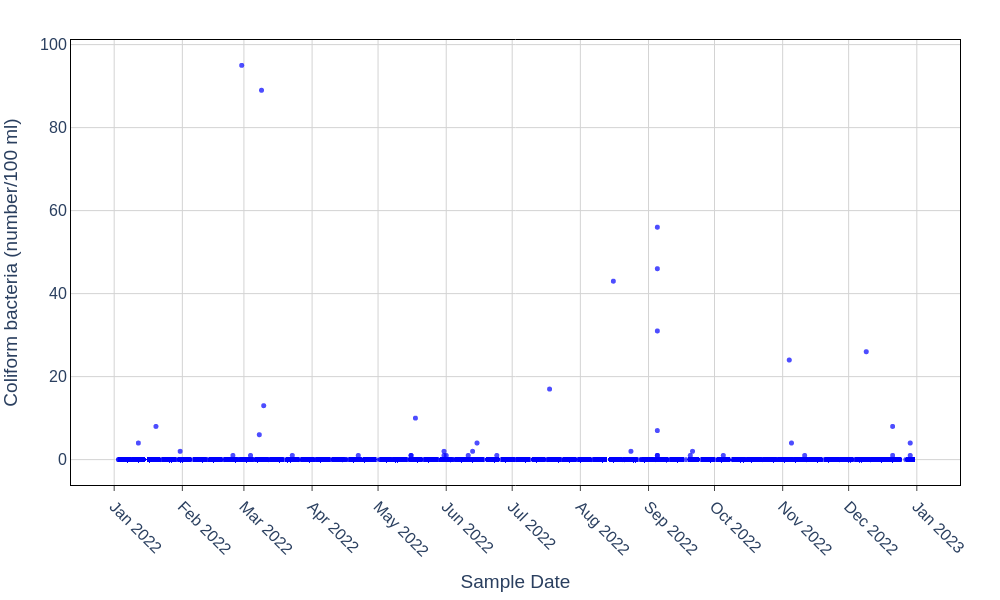 100
80
60
40
20
0
Coliform bacteria (number/100 ml)
Jan 2022
Feb 2022
Mar 2022
Apr 2022
May 2022
Jun 2022
Jul 2022
Aug 2022
Sep 2022
Oct 2022
Nov 2022
Dec 2022
Jan 2023
Sample Date